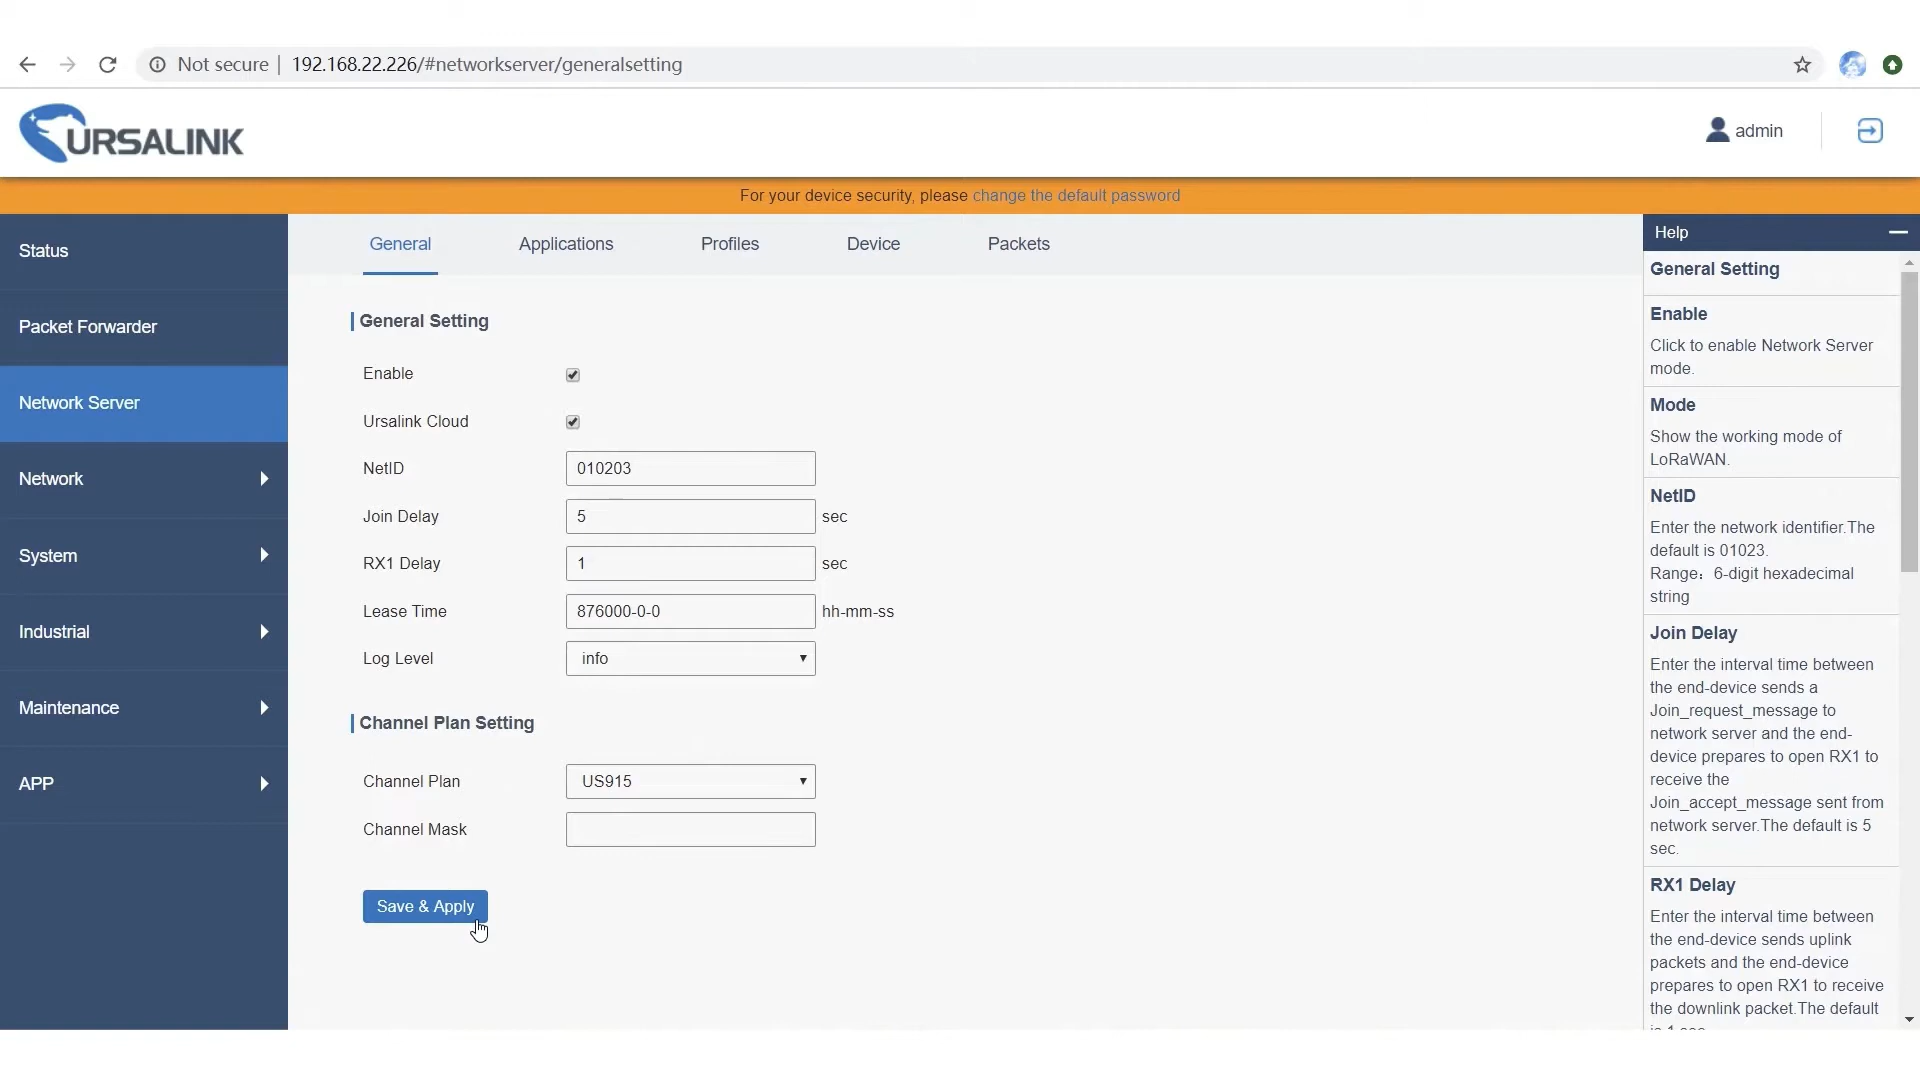 Not secure | 192.168.22.226/#networkserver/generalsetting
URSALINK
admin
For your device security, please change the default password
Status
Packet Forwarder
Network Server
Network
System
Industrial
Maintenance
APP
General Applications Profiles Device Packets
General Setting
Enable
Ursalink Cloud
NetID 010203
Join Delay 5 sec
RX1 Delay 1 sec
Lease Time 876000-0-0 hh-mm-ss
Log Level info
Channel Plan Setting
Channel Plan US915
Channel Mask
Save & Apply
Help
General Setting
Enable
Click to enable Network Server
mode.
Mode
Show the working mode of
LoRaWAN.
NetID
Enter the network identifier.The
default is 01023.
Range：6-digit hexadecimal
string
Join Delay
Enter the interval time between
the end-device sends a
Join_request_message to
network server and the end-
device prepares to open RX1 to
receive the
Join_accept_message sent from
network server.The default is 5
sec.
RX1 Delay
Enter the interval time between
the end-device sends uplink
packets and the end-device
prepares to open RX1 to receive
the downlink packet.The default
is 1 sec.